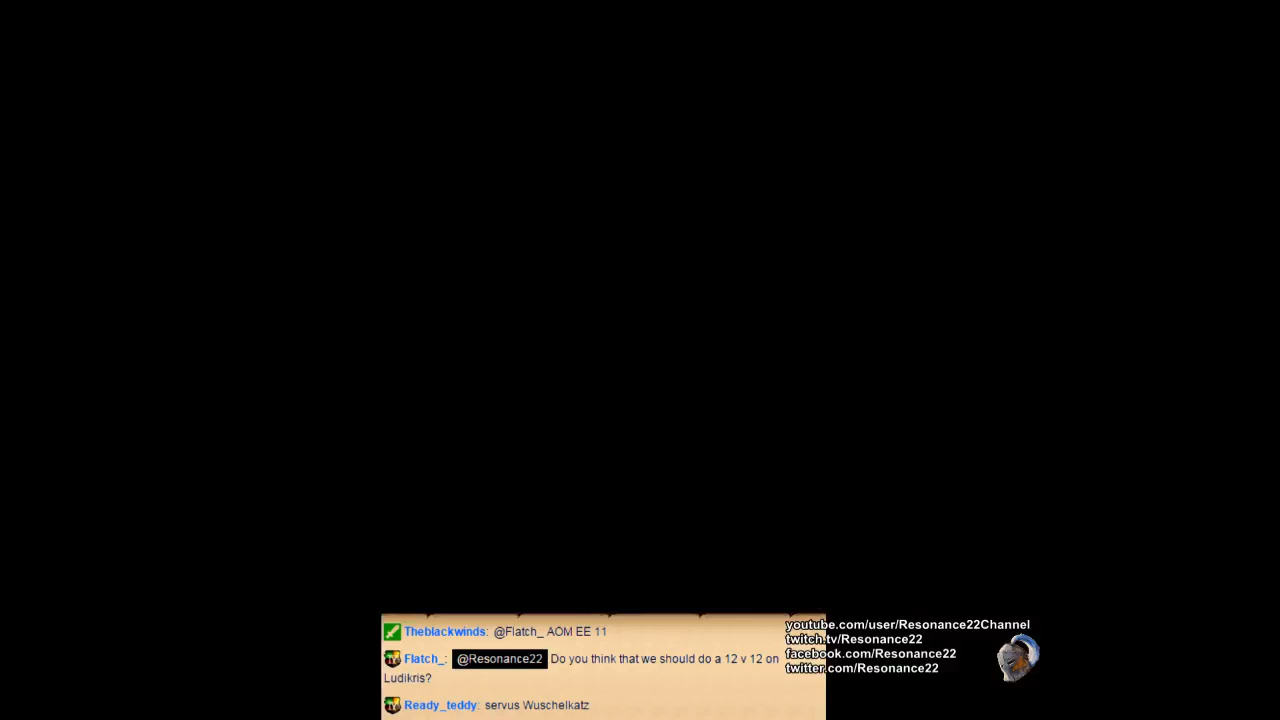 Theblackwinds: @Flatch_ AOM EE 11
Flatch_: @Resonance22 Do you think that we should do a 12 v 12 on
Ludikris?
Ready_teddy: servus Wuschelkatz
youtube.com/user/Resonance22Channel
twitch.tv/Resonance22
facebook.com/Resonance22
twitter.com/Resonance22